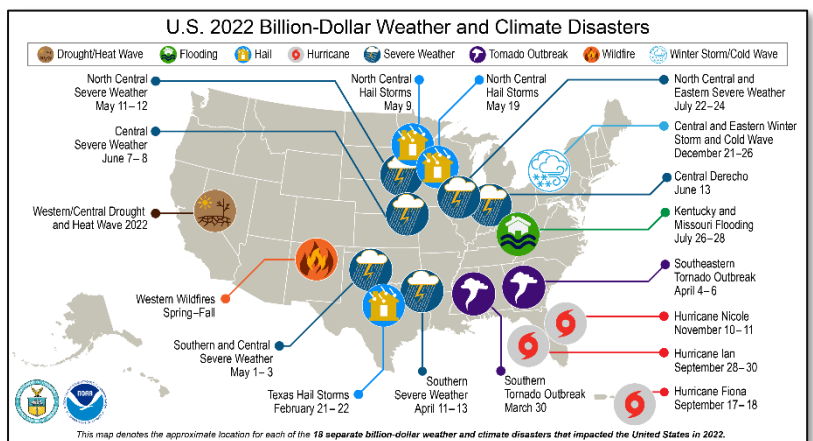 U.S. 2022 Billion-Dollar Weather and Climate Disasters
Drought/Heat Wave
Flooding
Hail
Hurricane
Severe Weather
Tornado Outbreak
Wildfire
Winter Storm/Cold Wave
North Central
Severe Weather
May 11–12
North Central
Hail Storms
May 9
North Central
Hail Storms
May 19
North Central and
Eastern Severe Weather
July 22–24
Central
Severe Weather
June 7–8
Central and Eastern Winter
Storm and Cold Wave
December 21–26
Central Derecho
June 13
Western/Central Drought
and Heat Wave 2022
Kentucky and
Missouri Flooding
July 26–28
Southeastern
Tornado Outbreak
April 4–6
Western Wildfires
Spring–Fall
Hurricane Nicole
November 10–11
Southern and Central
Severe Weather
May 1–3
Hurricane Ian
September 28–30
Texas Hail Storms
February 21–22
Southern
Severe Weather
April 11–13
Southern
Tornado Outbreak
March 30
Hurricane Fiona
September 17–18
NOAA
This map denotes the approximate location for each of the 18 separate billion-dollar weather and climate disasters that impacted the United States in 2022.